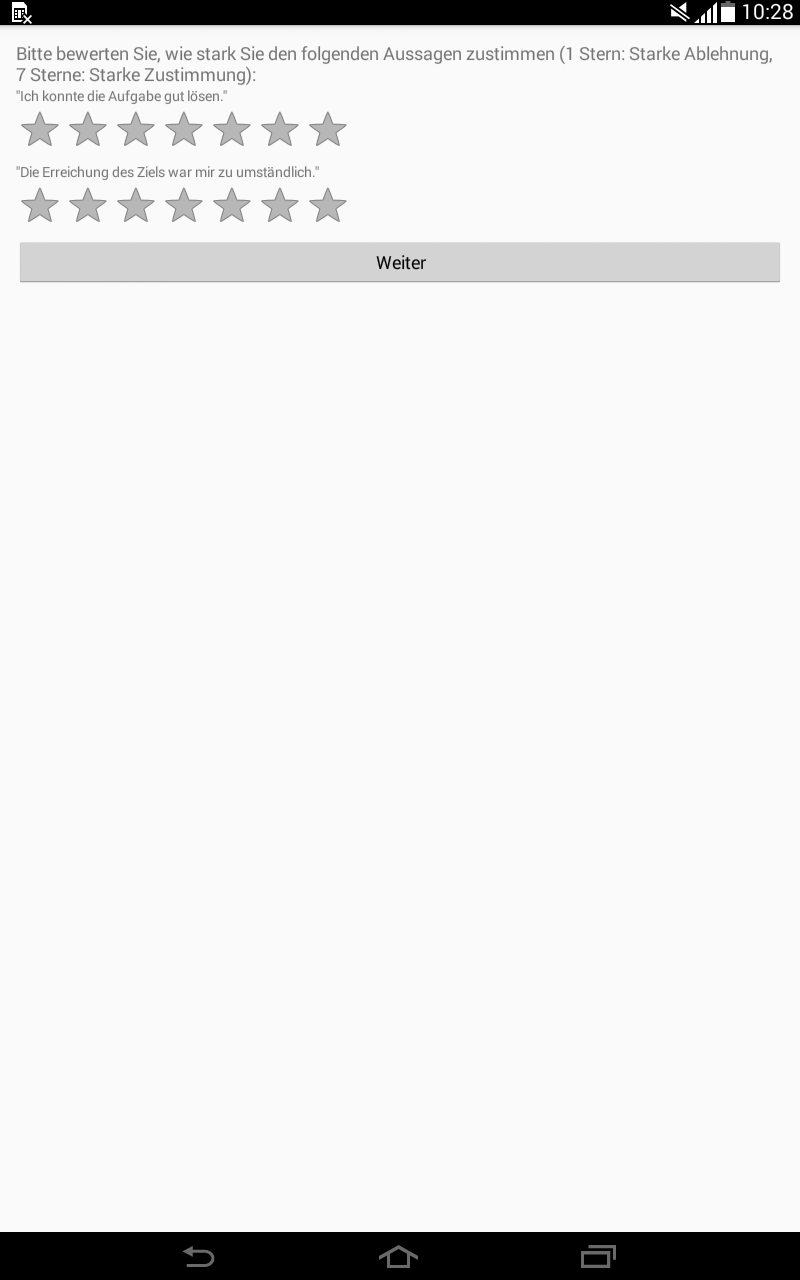 10:28
Bitte bewerten Sie, wie stark Sie den folgenden Aussagen zustimmen (1 Stern: Starke Ablehnung,
7 Sterne: Starke Zustimmung):
"Ich konnte die Aufgabe gut lösen."
"Die Erreichung des Ziels war mir zu umständlich."
Weiter